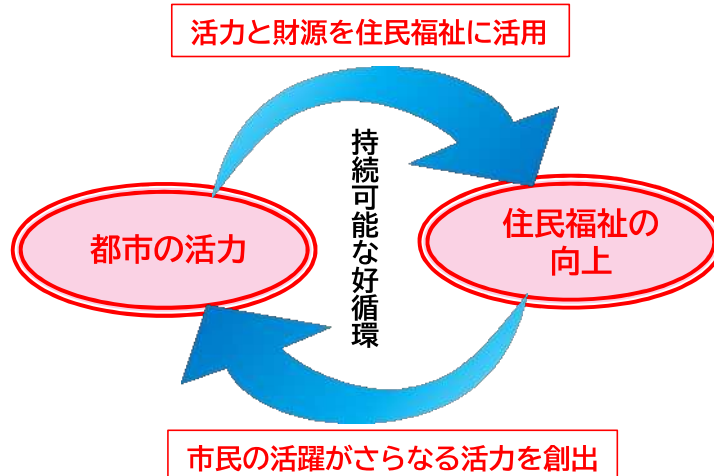 活力と財源を住民福祉に活用
持続可能な好循環
都市の活力
住民福祉の
向上
市民の活躍がさらなる活力を創出